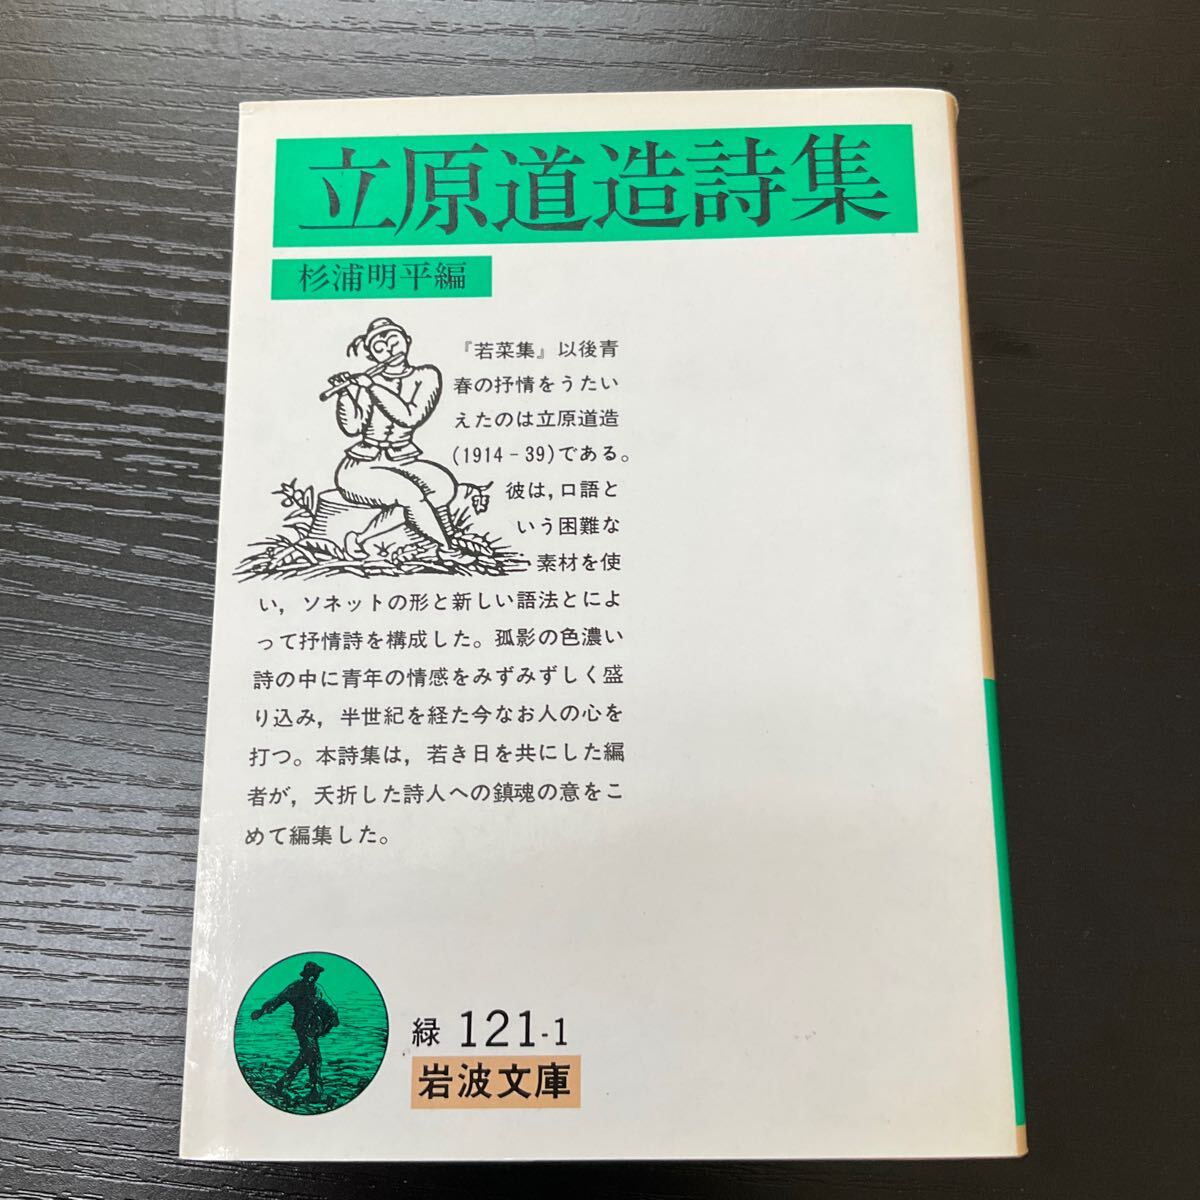 立原道造詩集
杉浦明平編
『若菜集』以後青
春の抒情をうたい
えたのは立原道造
(1914－39)である。
彼は,口語と
いう困難な
素材を使
い，ソネットの形と新しい語法とによ
って抒情詩を構成した。孤影の色濃い
詩の中に青年の情感をみずみずしく盛
り込み，半世紀を経た今なお人の心を
打つ。本詩集は，若き日を共にした編
者が，夭折した詩人への鎮魂の意をこ
めて編集した。
緑 121-1
岩波文庫